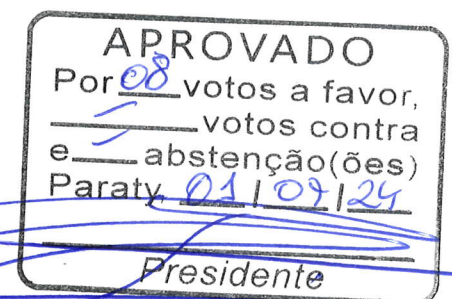 APROVADO
Por 08 votos a favor,
/ votos contra
e / abstenção(ões)
Paraty 01 / 07 / 24
Presidente